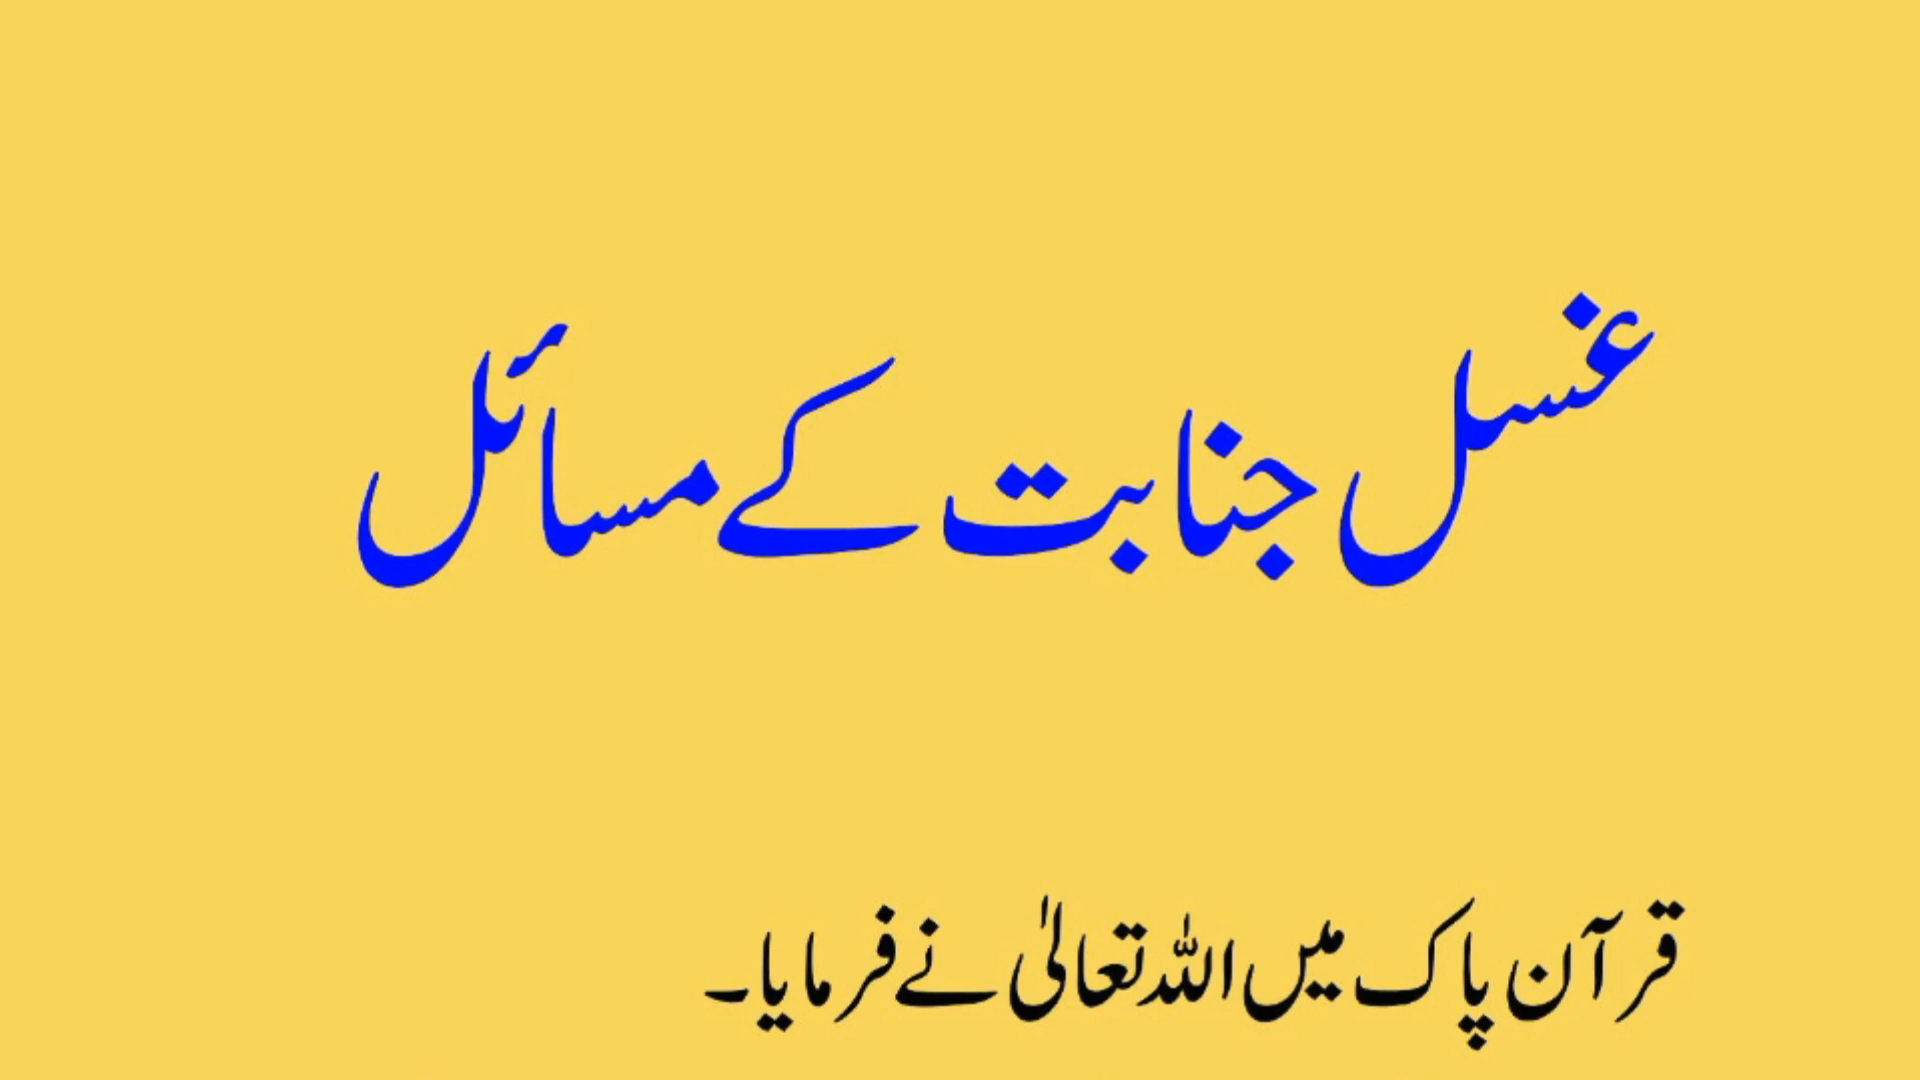 غسل جنابت کے مسائل
قرآن پاک میں اللہ تعالیٰ نے فرمایا۔